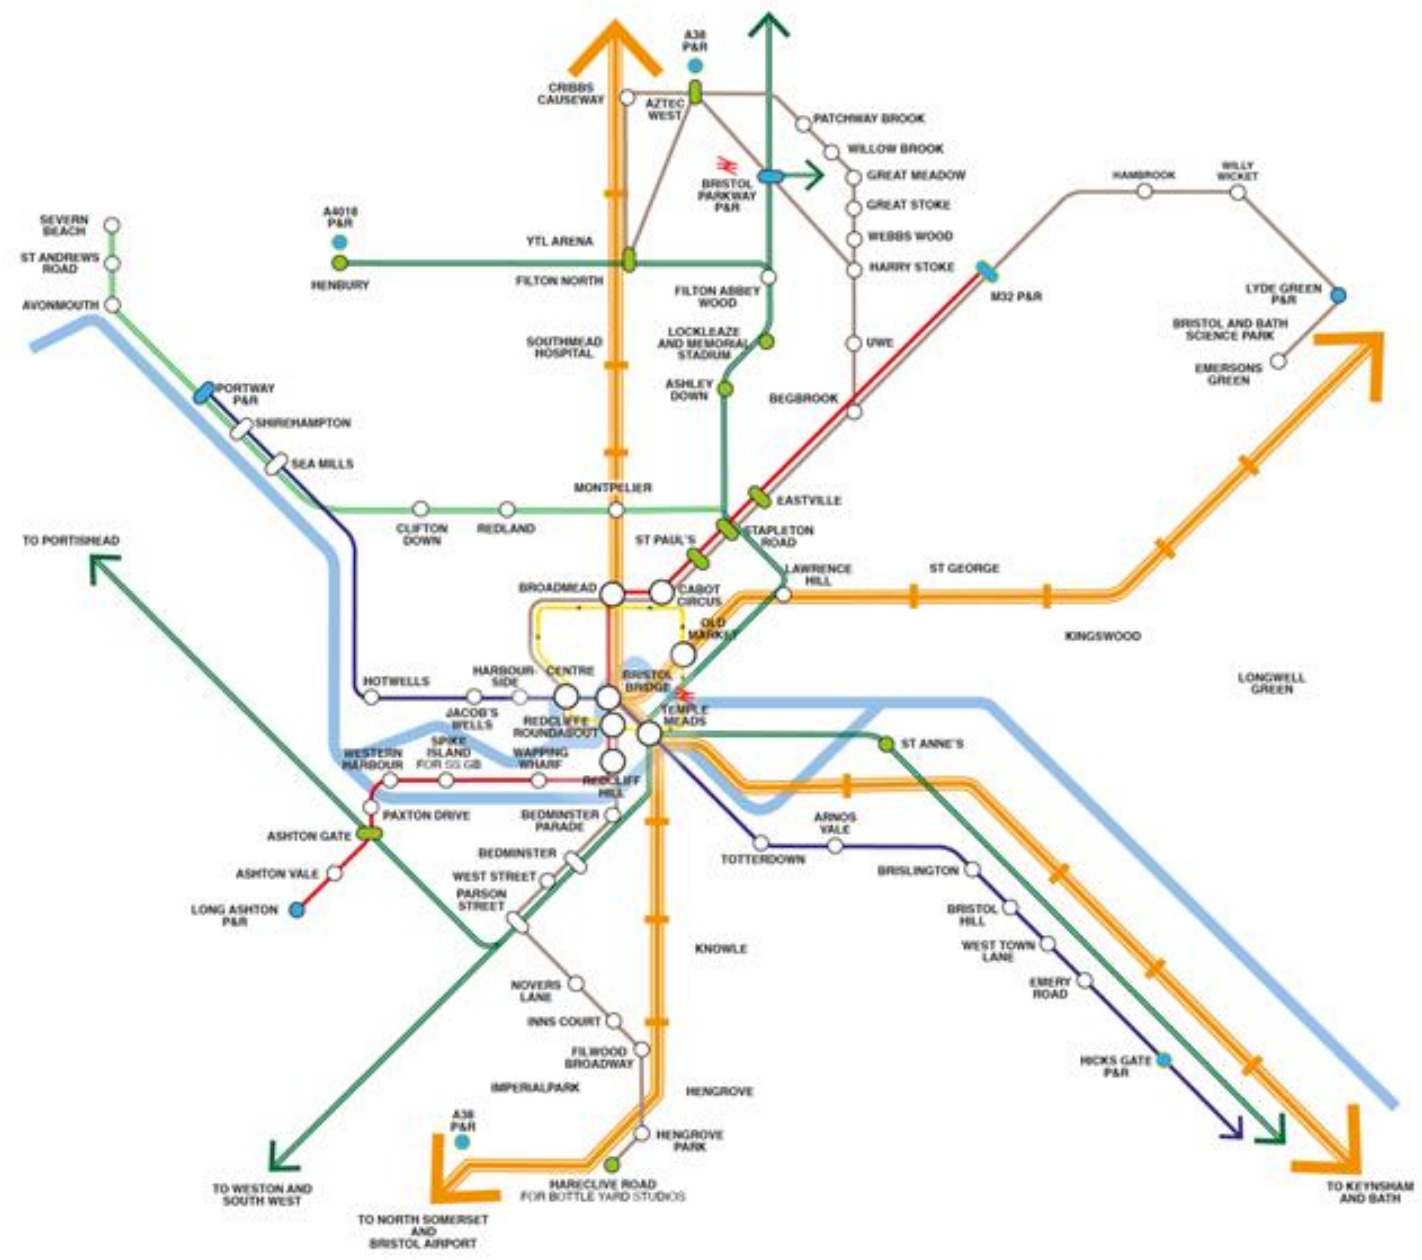 A38
P&R
CRIBBS
CAUSEWAY
AZTEC
WEST
PATCHWAY BROOK
WILLOW BROOK
BRISTOL
PARKWAY
P&R
GREAT MEADOW
HAMBROOK
WILLY
WICKET
GREAT STOKE
SEVERN
BEACH
A4018
P&R
WEBBS WOOD
YTL ARENA
ST ANDREWS
ROAD
HARRY STOKE
HENBURY
FILTON NORTH
FILTON ABBEY
WOOD
M32 P&R
LYDE GREEN
P&R
AVONMOUTH
BRISTOL AND BATH
SCIENCE PARK
SOUTHMEAD
HOSPITAL
LOCKLEAZE
AND MEMORIAL
STADIUM
UWE
EMERSONS
GREEN
PORTWAY
P&R
ASHLEY
DOWN
BEGBROOK
SHIREHAMPTON
SEA MILLS
MONTPELIER
EASTVILLE
CLIFTON
DOWN
REDLAND
STAPLETON
ROAD
TO PORTISHEAD
ST PAUL'S
LAWRENCE
HILL
ST GEORGE
BROADMEAD
CABOT
CIRCUS
OLD
MARKET
KINGSWOOD
HOTWELLS
HARBOUR-
SIDE
CENTRE
BRISTOL
BRIDGE
LONGWELL
GREEN
JACOB'S
WELLS
REDCLIFFE
ROUNDABOUT
TEMPLE
MEADS
WESTERN
HARBOUR
SPIKE
ISLAND
FOR SS GB
WAPPING
WHARF
ST ANNE'S
REDCLIFF
HILL
PAXTON DRIVE
BEDMINSTER
PARADE
ARNOS
VALE
ASHTON GATE
BEDMINSTER
TOTTERDOWN
ASHTON VALE
WEST STREET
BRISLINGTON
PARSON
STREET
LONG ASHTON
P&R
BRISTOL
HILL
KNOWLE
WEST TOWN
LANE
NOVERS
LANE
EMERY
ROAD
INNS COURT
FILWOOD
BROADWAY
HICKS GATE
P&R
IMPERIALPARK
HENGROVE
A38
P&R
HENGROVE
PARK
TO WESTON AND
SOUTH WEST
HARECLIVE ROAD
FOR BOTTLE YARD STUDIOS
TO KEYNSHAM
AND BATH
TO NORTH SOMERSET
AND
BRISTOL AIRPORT